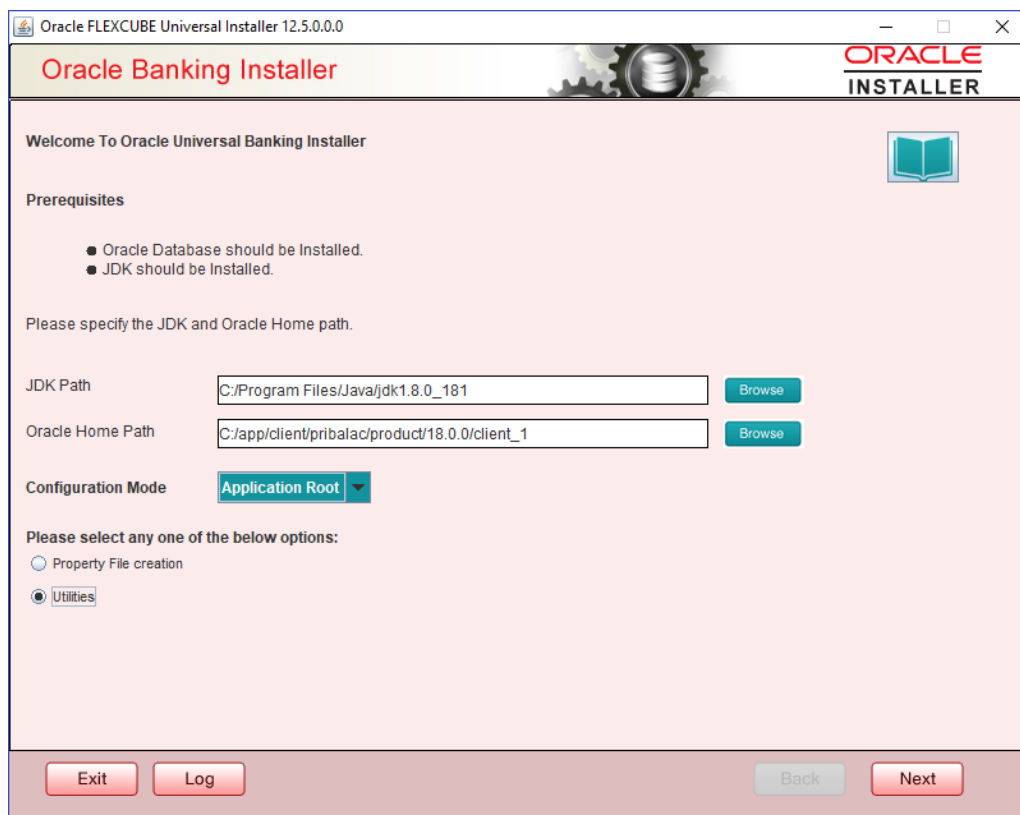 Oracle FLEXCUBE Universal Installer 12.5.0.0.0
Oracle Banking Installer
ORACLE
INSTALLER
Welcome To Oracle Universal Banking Installer
Prerequisites
Oracle Database should be Installed.
JDK should be Installed.
Please specify the JDK and Oracle Home path.
JDK Path C:/Program Files/Java/jdk1.8.0_181 Browse
Oracle Home Path C:/app/client/pribalac/product/18.0.0/client_1 Browse
Configuration Mode Application Root
Please select any one of the below options:
Property File creation
Utilities
Exit Log Back Next